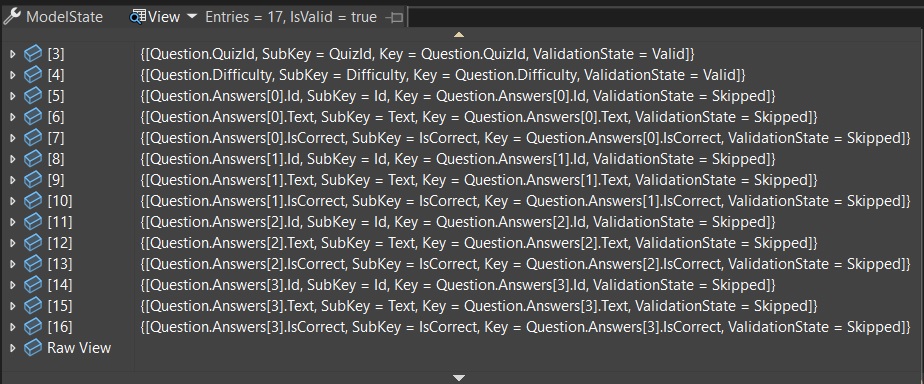 ModelState View Entries = 17, IsValid = true
[3] {[Question.QuizId, SubKey = QuizId, Key = Question.QuizId, ValidationState = Valid]}
[4] {[Question.Difficulty, SubKey = Difficulty, Key = Question.Difficulty, ValidationState = Valid]}
[5] {[Question.Answers[0].Id, SubKey = Id, Key = Question.Answers[0].Id, ValidationState = Skipped]}
[6] {[Question.Answers[0].Text, SubKey = Text, Key = Question.Answers[0].Text, ValidationState = Skipped]}
[7] {[Question.Answers[0].IsCorrect, SubKey = IsCorrect, Key = Question.Answers[0].IsCorrect, ValidationState = Skipped]}
[8] {[Question.Answers[1].Id, SubKey = Id, Key = Question.Answers[1].Id, ValidationState = Skipped]}
[9] {[Question.Answers[1].Text, SubKey = Text, Key = Question.Answers[1].Text, ValidationState = Skipped]}
[10] {[Question.Answers[1].IsCorrect, SubKey = IsCorrect, Key = Question.Answers[1].IsCorrect, ValidationState = Skipped]}
[11] {[Question.Answers[2].Id, SubKey = Id, Key = Question.Answers[2].Id, ValidationState = Skipped]}
[12] {[Question.Answers[2].Text, SubKey = Text, Key = Question.Answers[2].Text, ValidationState = Skipped]}
[13] {[Question.Answers[2].IsCorrect, SubKey = IsCorrect, Key = Question.Answers[2].IsCorrect, ValidationState = Skipped]}
[14] {[Question.Answers[3].Id, SubKey = Id, Key = Question.Answers[3].Id, ValidationState = Skipped]}
[15] {[Question.Answers[3].Text, SubKey = Text, Key = Question.Answers[3].Text, ValidationState = Skipped]}
[16] {[Question.Answers[3].IsCorrect, SubKey = IsCorrect, Key = Question.Answers[3].IsCorrect, ValidationState = Skipped]}
Raw View